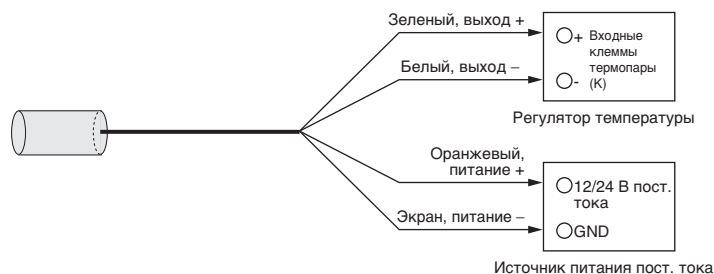 Зеленый, выход +
Белый, выход –
+ Входные
клеммы
термопары
- (К)
Регулятор температуры
Оранжевый,
питание +
Экран, питание –
12/24 В пост.
тока
GND
Источник питания пост. тока